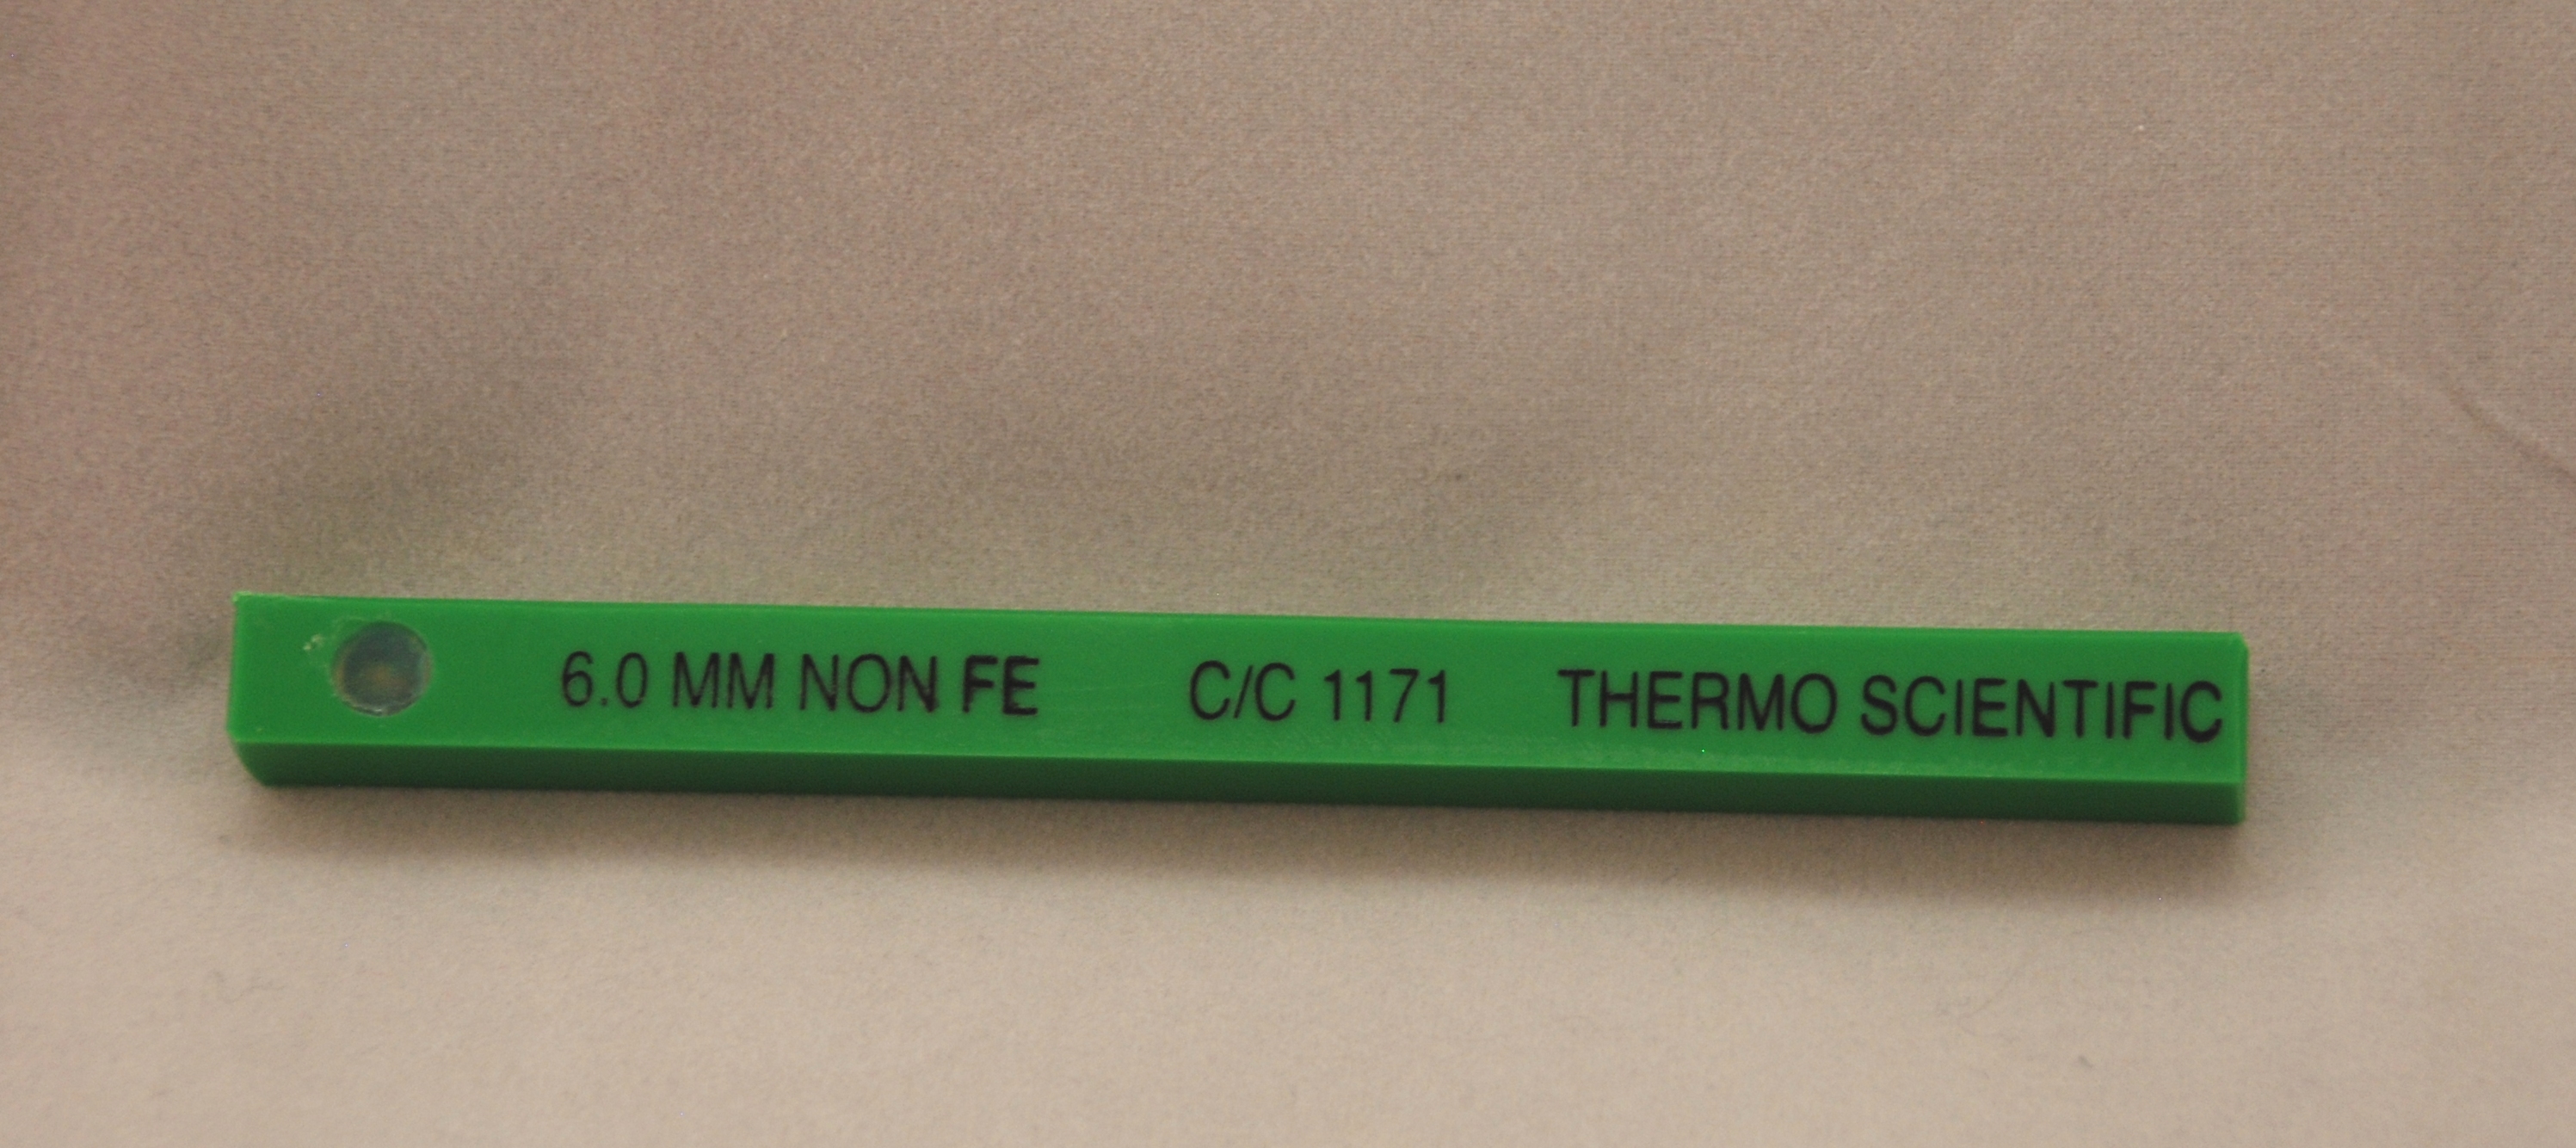 6.0 MM NON FE C/C 1171 THERMO SCIENTIFIC